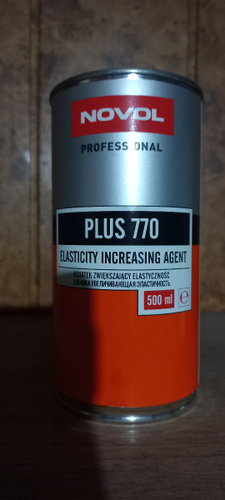 NOVOL
PROFESSIONAL
PLUS 770
ELASTICITY INCREASING AGENT
DODATEK ZWIĘKSZAJĄCY ELASTYCZNOŚĆ
ДОБАВКА УВЕЛИЧИВАЮЩАЯ ЭЛАСТИЧНОСТЬ
500 ml ℮